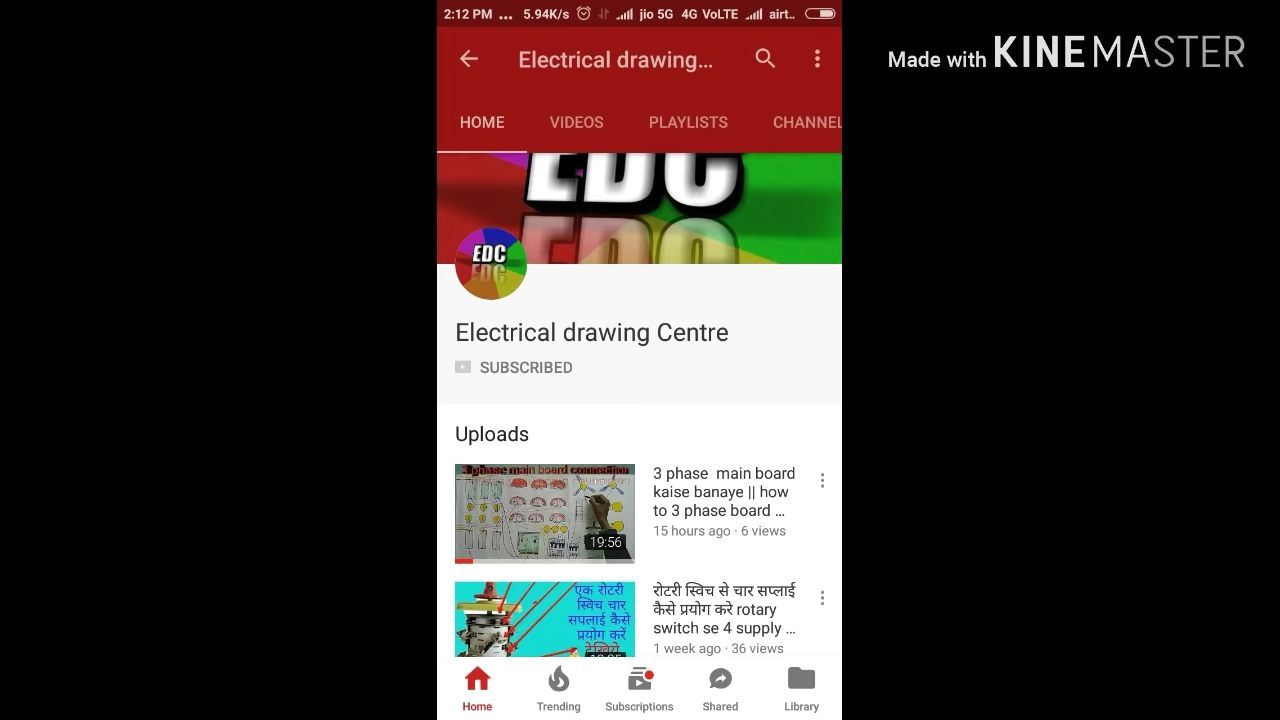 2:12 PM ... 5.94K/s jio 5G 4G VoLTE airt..
Made with KINEMASTER
Electrical drawing...
HOME VIDEOS PLAYLISTS CHANNEL
EDC
EDC
EDC
EDC
Electrical drawing Centre
SUBSCRIBED
Uploads
3 phase main board connection
19:56
3 phase main board
kaise banaye || how
to 3 phase board ...
15 hours ago · 6 views
एक रोटरी
स्विच चार
सपलाई कैसे
प्रयोग करें
रोटरी स्विच से चार सप्लाई
कैसे प्रयोग करे rotary
switch se 4 supply ...
1 week ago · 36 views
Home Trending Subscriptions Shared Library